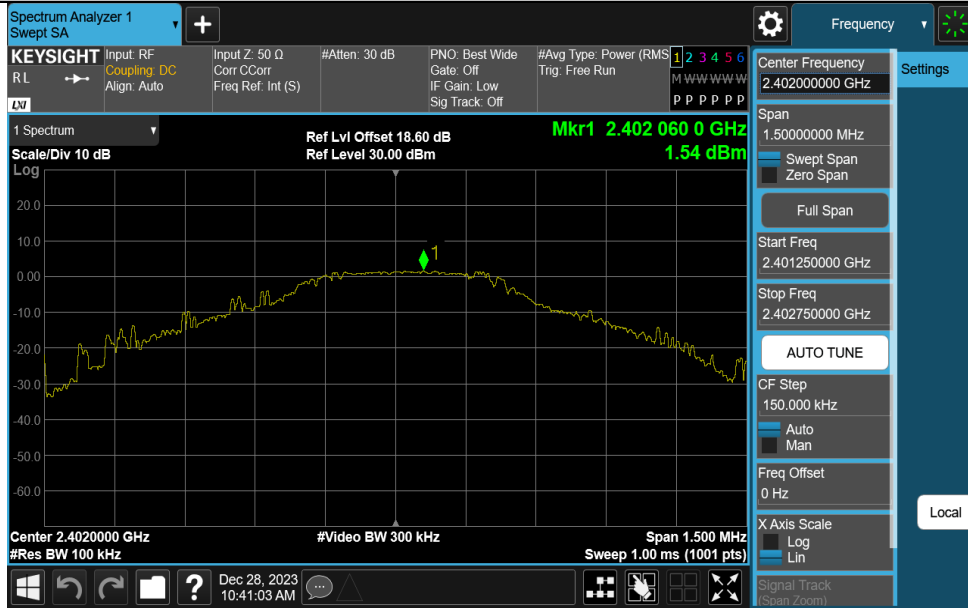 Spectrum Analyzer 1
Swept SA
+
Frequency
KEYSIGHT
R L
LXI
Input: RF
Coupling: DC
Align: Auto
Input Z: 50 Ω
Corr CCorr
Freq Ref: Int (S)
#Atten: 30 dB
PNO: Best Wide
Gate: Off
IF Gain: Low
Sig Track: Off
#Avg Type: Power (RMS
Trig: Free Run
1 2 3 4 5 6
M W W W W W
P P P P P P
1 Spectrum
Scale/Div 10 dB
Log
Ref Lvl Offset 18.60 dB
Ref Level 30.00 dBm
Mkr1 2.402 060 0 GHz
1.54 dBm
1
20.0
10.0
0.00
-10.0
-20.0
-30.0
-40.0
-50.0
-60.0
Center 2.4020000 GHz
#Res BW 100 kHz
#Video BW 300 kHz
Span 1.500 MHz
Sweep 1.00 ms (1001 pts)
Center Frequency
2.402000000 GHz
Span
1.50000000 MHz
Swept Span
Zero Span
Full Span
Start Freq
2.401250000 GHz
Stop Freq
2.402750000 GHz
AUTO TUNE
CF Step
150.000 kHz
Auto
Man
Freq Offset
0 Hz
X Axis Scale
Log
Lin
Signal Track
(Span Zoom)
Settings
Local
?
Dec 28, 2023
10:41:03 AM